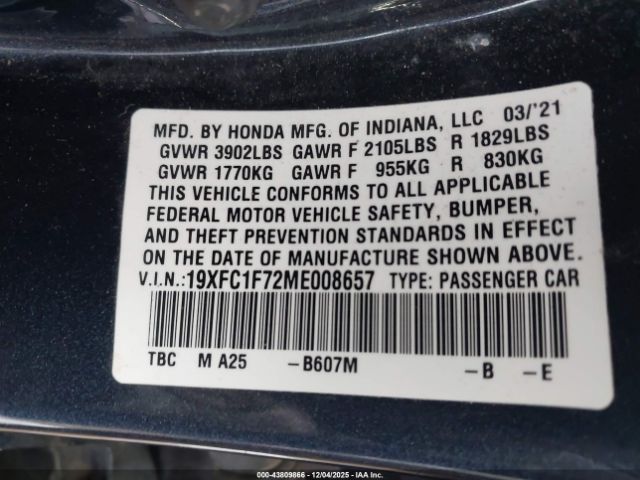 MFD. BY HONDA MFG. OF INDIANA, LLC 03/'21
GVWR 3902LBS GAWR F 2105LBS R 1829LBS
GVWR 1770KG GAWR F 955KG R 830KG
THIS VEHICLE CONFORMS TO ALL APPLICABLE
FEDERAL MOTOR VEHICLE SAFETY, BUMPER,
AND THEFT PREVENTION STANDARDS IN EFFECT
ON THE DATE OF MANUFACTURE SHOWN ABOVE.
V.I.N.:19XFC1F72ME008657 TYPE: PASSENGER CAR
TBC M A25 -B607M -B -E
000-43809866 - 12/04/2025 - Copyright © IAA, Inc.